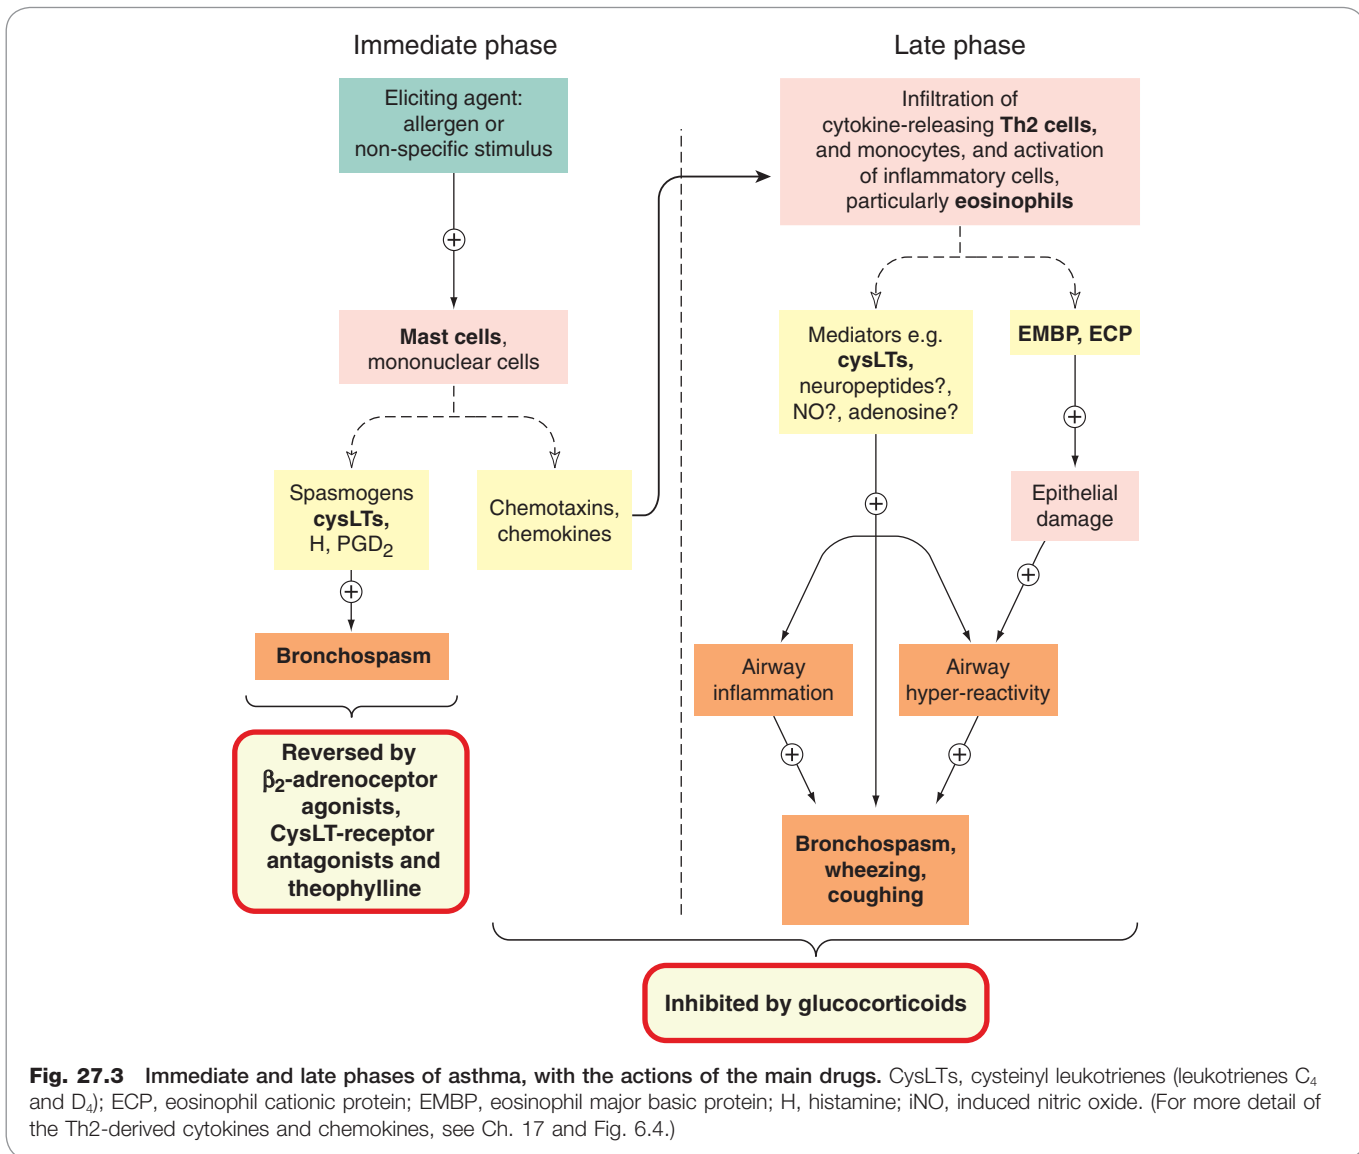 Immediate phase
Eliciting agent:
allergen or
non-specific stimulus
+
Mast cells,
mononuclear cells
Spasmogens
cysLTs,
H, PGD2
Chemotaxins,
chemokines
+
Bronchospasm
Reversed by
β2-adrenoceptor
agonists,
CysLT-receptor
antagonists and
theophylline
Late phase
Infiltration of
cytokine-releasing Th2 cells,
and monocytes, and activation
of inflammatory cells,
particularly eosinophils
Mediators e.g.
cysLTs,
neuropeptides?,
NO?, adenosine?
EMBP, ECP
+
Epithelial
damage
+
+
Airway
inflammation
Airway
hyper-reactivity
+
+
Bronchospasm,
wheezing,
coughing
Inhibited by glucocorticoids
Fig. 27.3 Immediate and late phases of asthma, with the actions of the main drugs. CysLTs, cysteinyl leukotrienes (leukotrienes C4
and D4); ECP, eosinophil cationic protein; EMBP, eosinophil major basic protein; H, histamine; iNO, induced nitric oxide. (For more detail of
the Th2-derived cytokines and chemokines, see Ch. 17 and Fig. 6.4.)